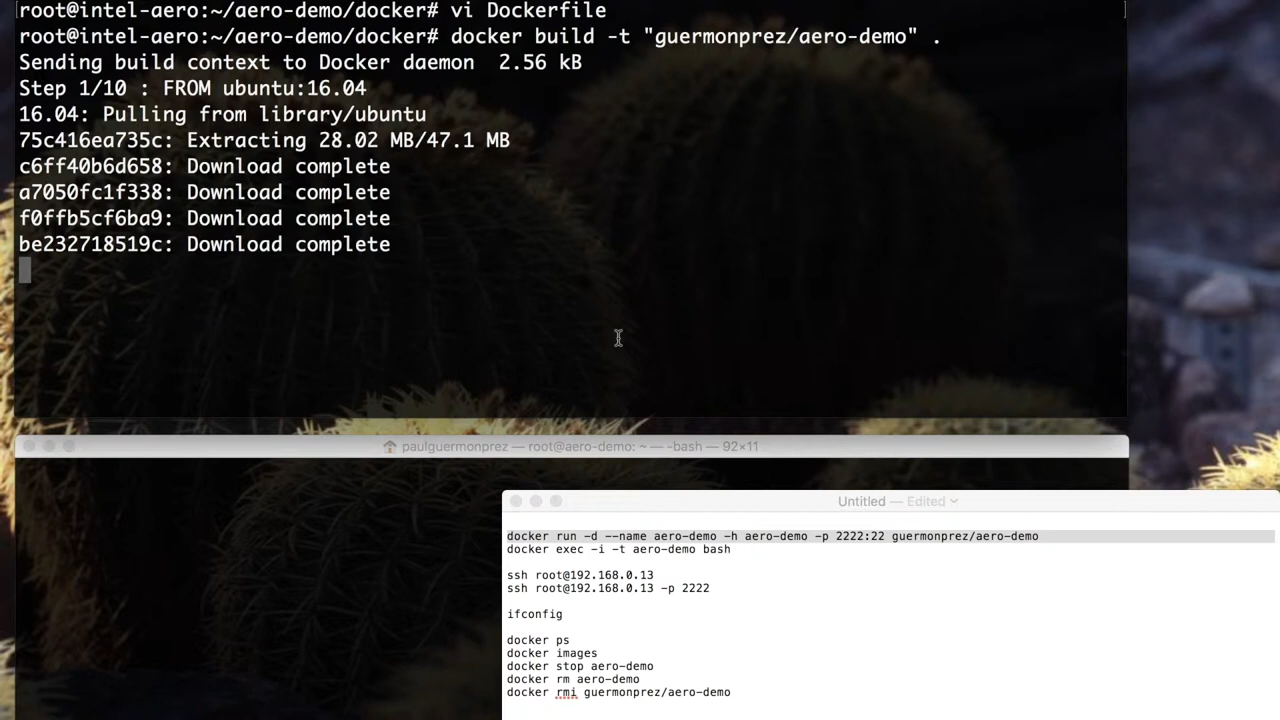 root@intel-aero:~/aero-demo/docker# vi Dockerfile
root@intel-aero:~/aero-demo/docker# docker build -t "guermonprez/aero-demo" .
Sending build context to Docker daemon  2.56 kB
Step 1/10 : FROM ubuntu:16.04
16.04: Pulling from library/ubuntu
75c416ea735c: Extracting 28.02 MB/47.1 MB
c6ff40b6d658: Download complete
a7050fc1f338: Download complete
f0ffb5cf6ba9: Download complete
be232718519c: Download complete
paulguermonprez — root@aero-demo: ~ — -bash — 92×11
Untitled — Edited
docker run -d --name aero-demo -h aero-demo -p 2222:22 guermonprez/aero-demo
docker exec -i -t aero-demo bash
ssh root@192.168.0.13
ssh root@192.168.0.13 -p 2222
ifconfig
docker ps
docker images
docker stop aero-demo
docker rm aero-demo
docker rmi guermonprez/aero-demo